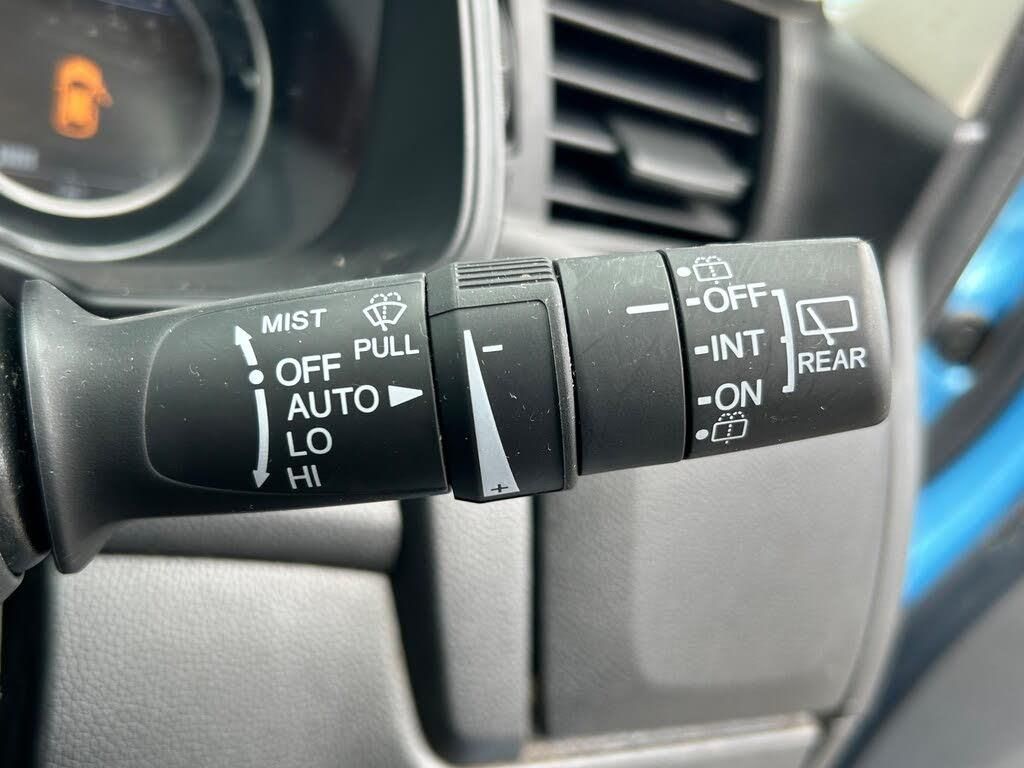 MIST
PULL
OFF
AUTO
LO
HI
-
+
OFF
INT
ON
REAR